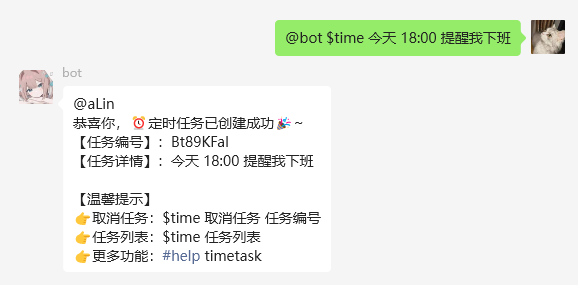 @bot $time 今天 18:00 提醒我下班
bot
@aLin
恭喜你，⏰定时任务已创建成功🎉~
【任务编号】：Bt89KFal
【任务详情】：今天 18:00 提醒我下班
【温馨提示】
👉取消任务：$time 取消任务 任务编号
👉任务列表：$time 任务列表
👉更多功能：#help timetask